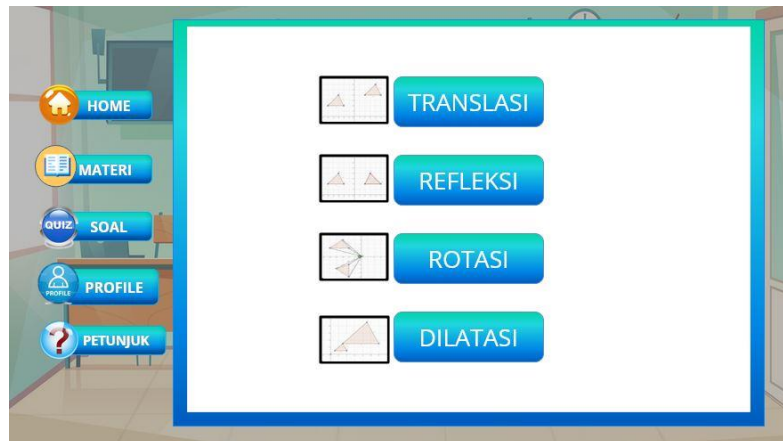 HOME
MATERI
QUIZ
SOAL
PROFILE
PROFILE
PETUNJUK
TRANSLASI
REFLEKSI
ROTASI
DILATASI